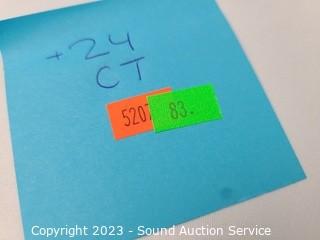 +24
CT
5207 83.
Copyright 2023 - Sound Auction Service